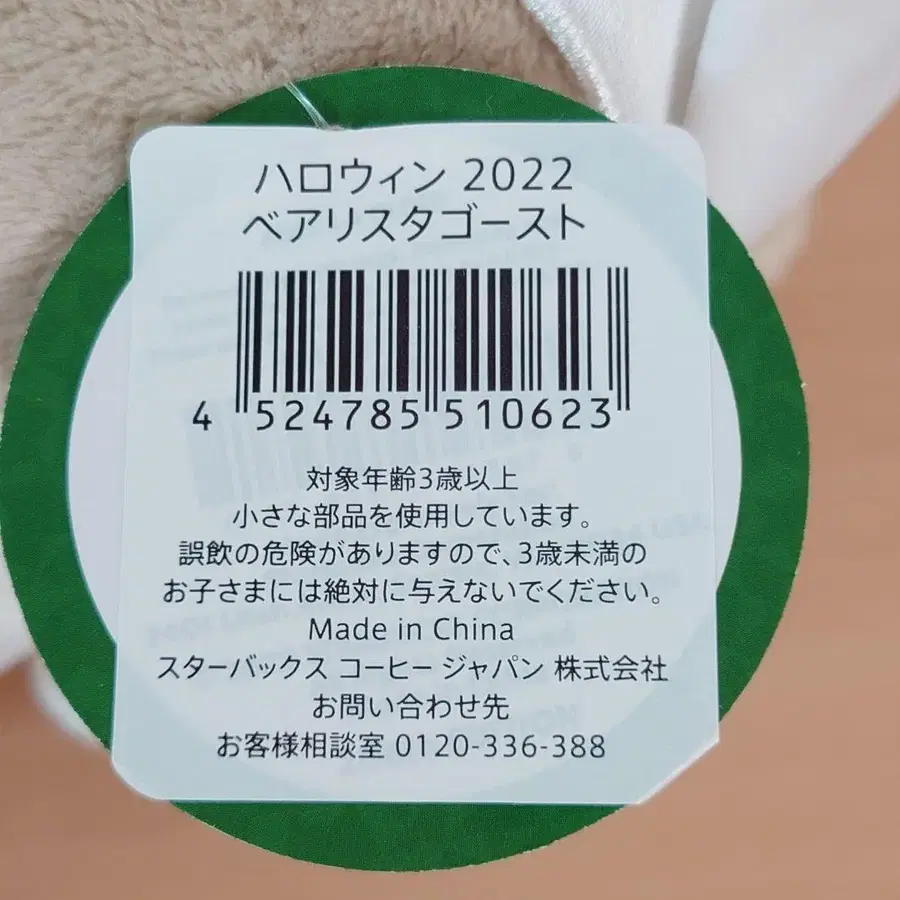 ハロウィン 2022
ベアリスタゴースト
4 524785 510623
対象年齢3歳以上
小さな部品を使用しています。
誤飲の危険がありますので、3歳未満の
お子さまには絶対に与えないでください。
Made in China
スターバックス コーヒー ジャパン 株式会社
お問い合わせ先
お客様相談室 0120-336-388